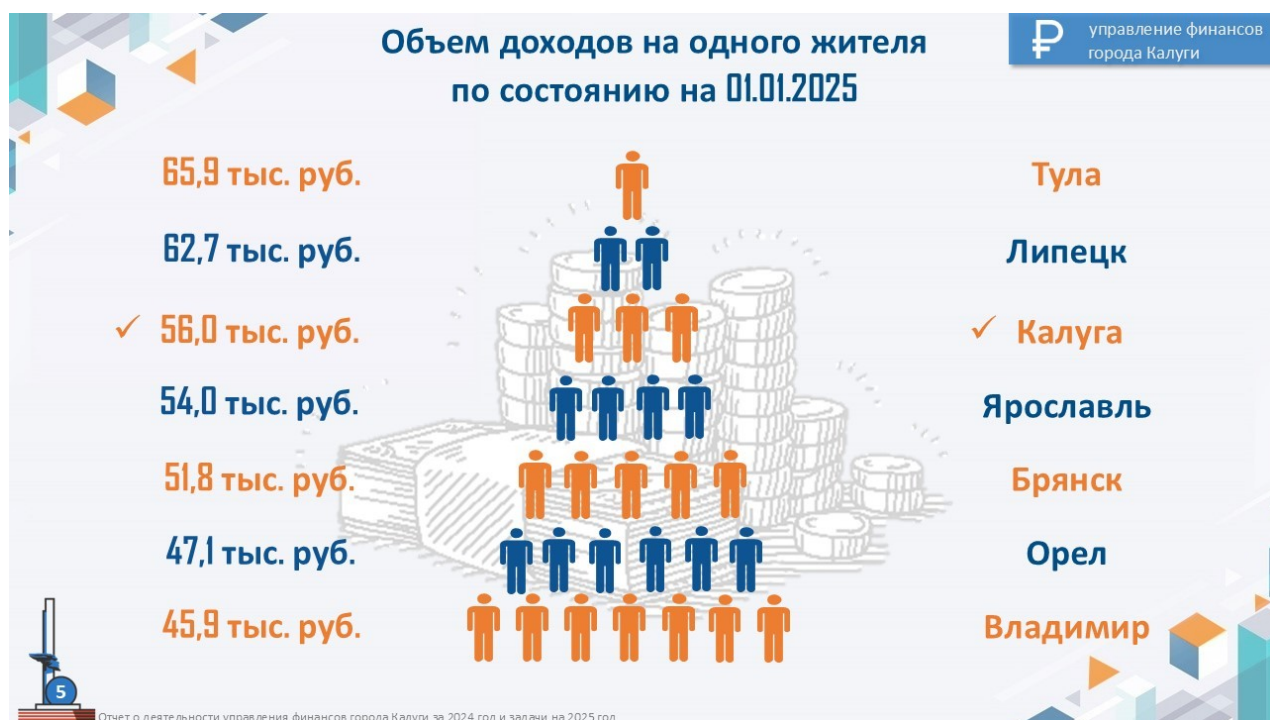 Объем доходов на одного жителя
по состоянию на 01.01.2025
управление финансов
города Калуги
65,9 тыс. руб. Тула
62,7 тыс. руб. Липецк
✓ 56,0 тыс. руб. ✓ Калуга
54,0 тыс. руб. Ярославль
51,8 тыс. руб. Брянск
47,1 тыс. руб. Орел
45,9 тыс. руб. Владимир
5
Отчет о деятельности управления финансов города Калуги за 2024 год и задачи на 2025 год